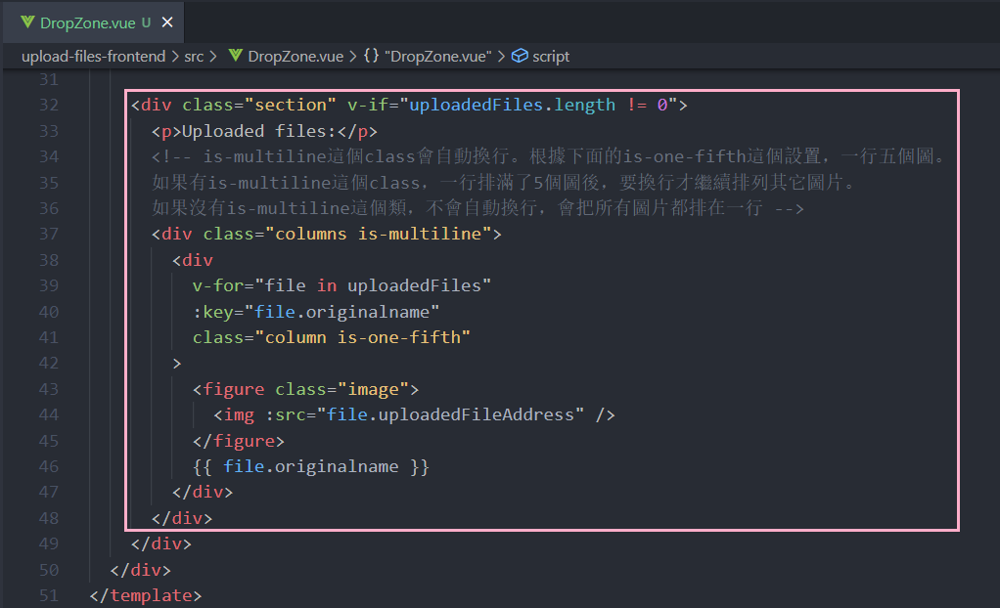 DropZone.vue U ×
upload-files-frontend > src > DropZone.vue > {} "DropZone.vue" > script
31
32 <div class="section" v-if="uploadedFiles.length != 0">
33 <p>Uploaded files:</p>
34 <!-- is-multiline這個class會自動換行。根據下面的is-one-fifth這個設置，一行五個圖。
35 如果有is-multiline這個class，一行排滿了5個圖後，要換行才繼續排列其它圖片。
36 如果沒有is-multiline這個類，不會自動換行，會把所有圖片都排在一行 -->
37 <div class="columns is-multiline">
38 <div
39 v-for="file in uploadedFiles"
40 :key="file.originalname"
41 class="column is-one-fifth"
42 >
43 <figure class="image">
44 <img :src="file.uploadedFileAddress" />
45 </figure>
46 {{ file.originalname }}
47 </div>
48 </div>
49 </div>
50 </div>
51 </template>